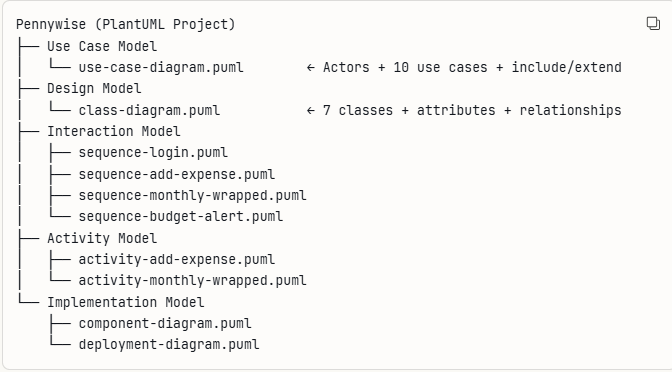 Pennywise (PlantUML Project)
├── Use Case Model
│   └── use-case-diagram.puml        ← Actors + 10 use cases + include/extend
├── Design Model
│   └── class-diagram.puml           ← 7 classes + attributes + relationships
├── Interaction Model
│   ├── sequence-login.puml
│   ├── sequence-add-expense.puml
│   ├── sequence-monthly-wrapped.puml
│   └── sequence-budget-alert.puml
├── Activity Model
│   ├── activity-add-expense.puml
│   └── activity-monthly-wrapped.puml
└── Implementation Model
    ├── component-diagram.puml
    └── deployment-diagram.puml